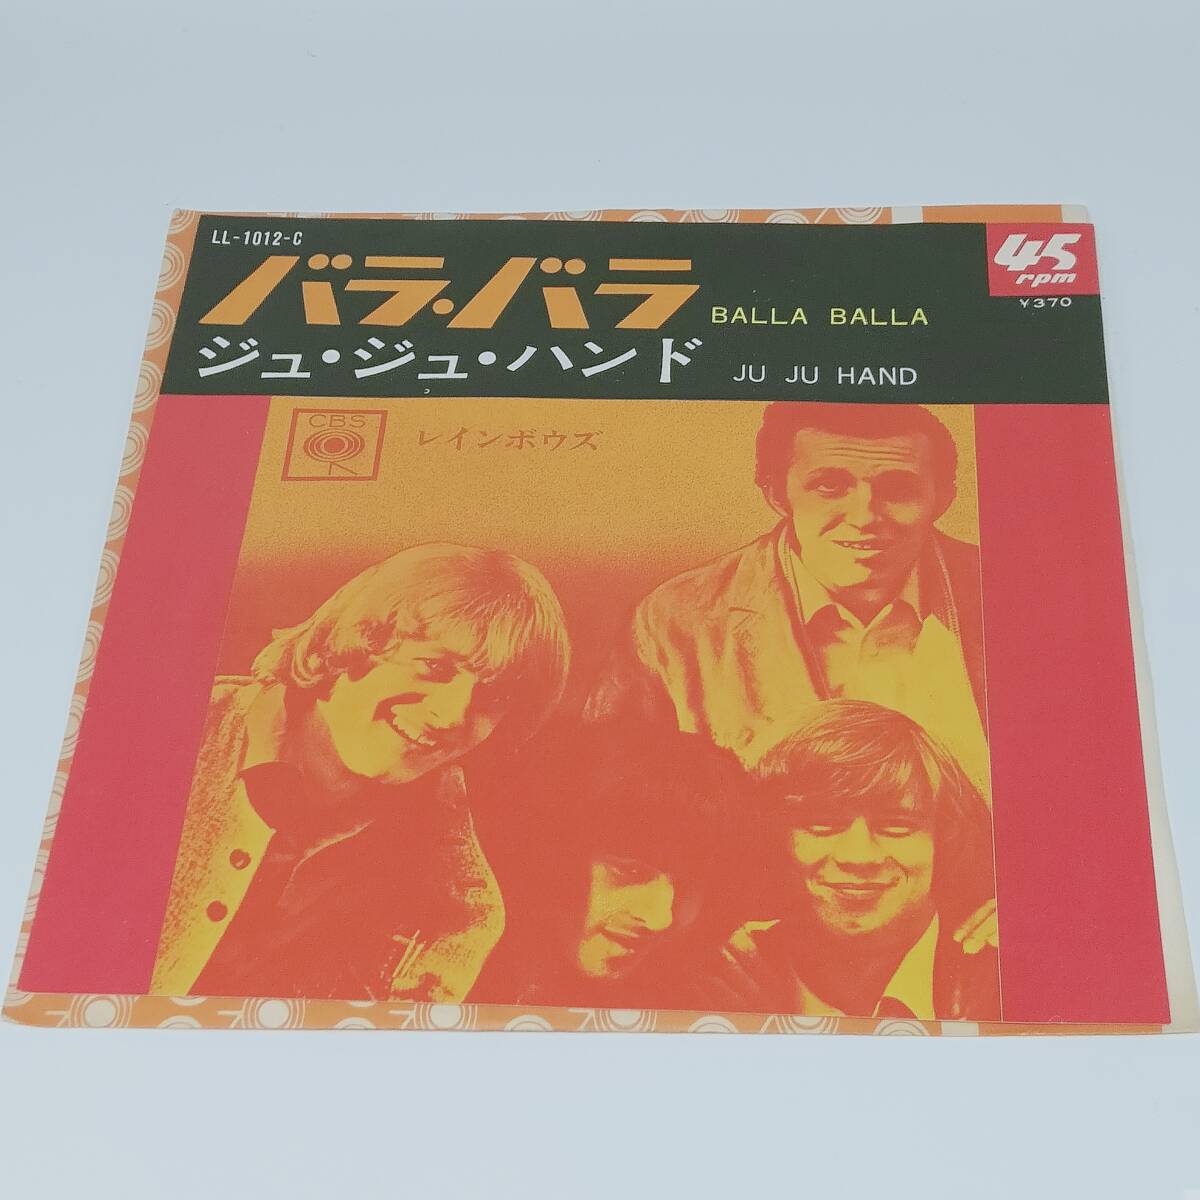 LL-1012-C
バラ・バラ
BALLA BALLA
ジュ・ジュ・ハンド
JU JU HAND
45
rpm
¥370
CBS
レインボウズ